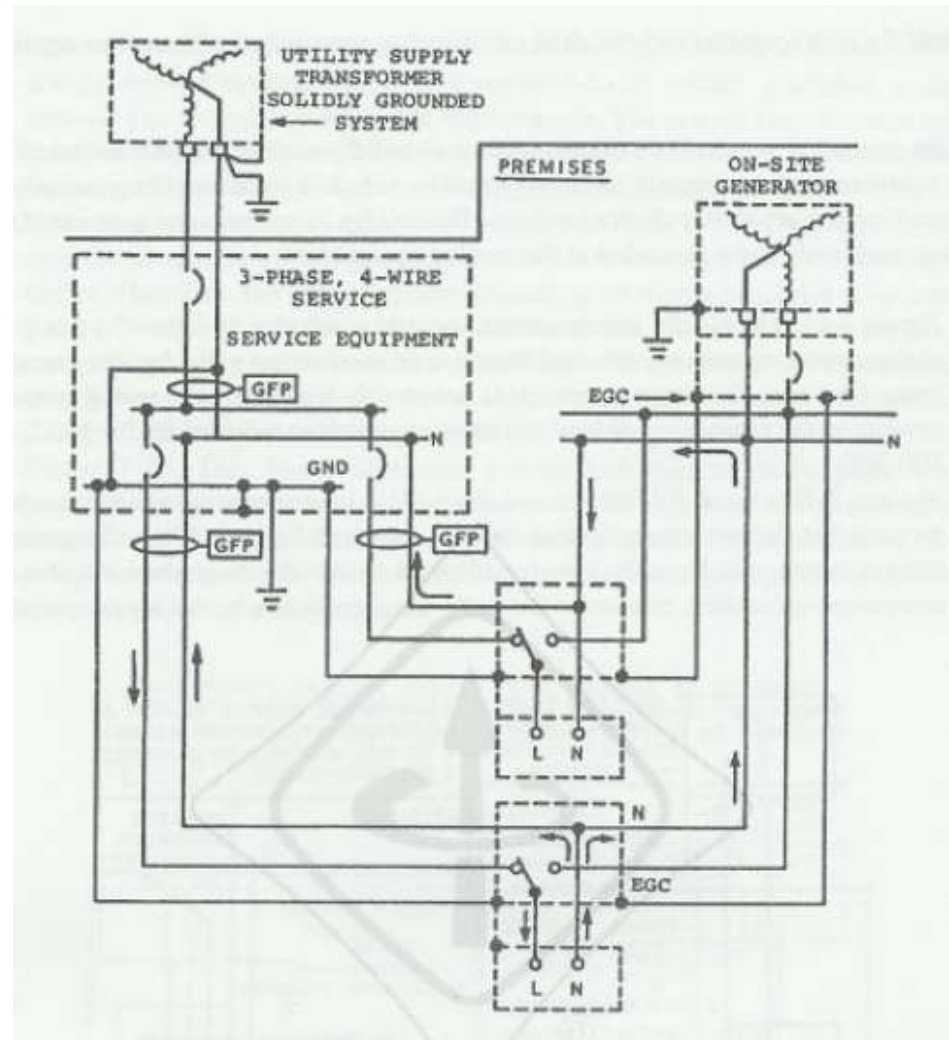 UTILITY SUPPLY
TRANSFORMER
SOLIDLY GROUNDED
SYSTEM
PREMISES
ON-SITE
GENERATOR
3-PHASE, 4-WIRE
SERVICE
SERVICE EQUIPMENT
GFP
EGC
N
N
GND
GFP
GFP
L N
N
EGC
L N